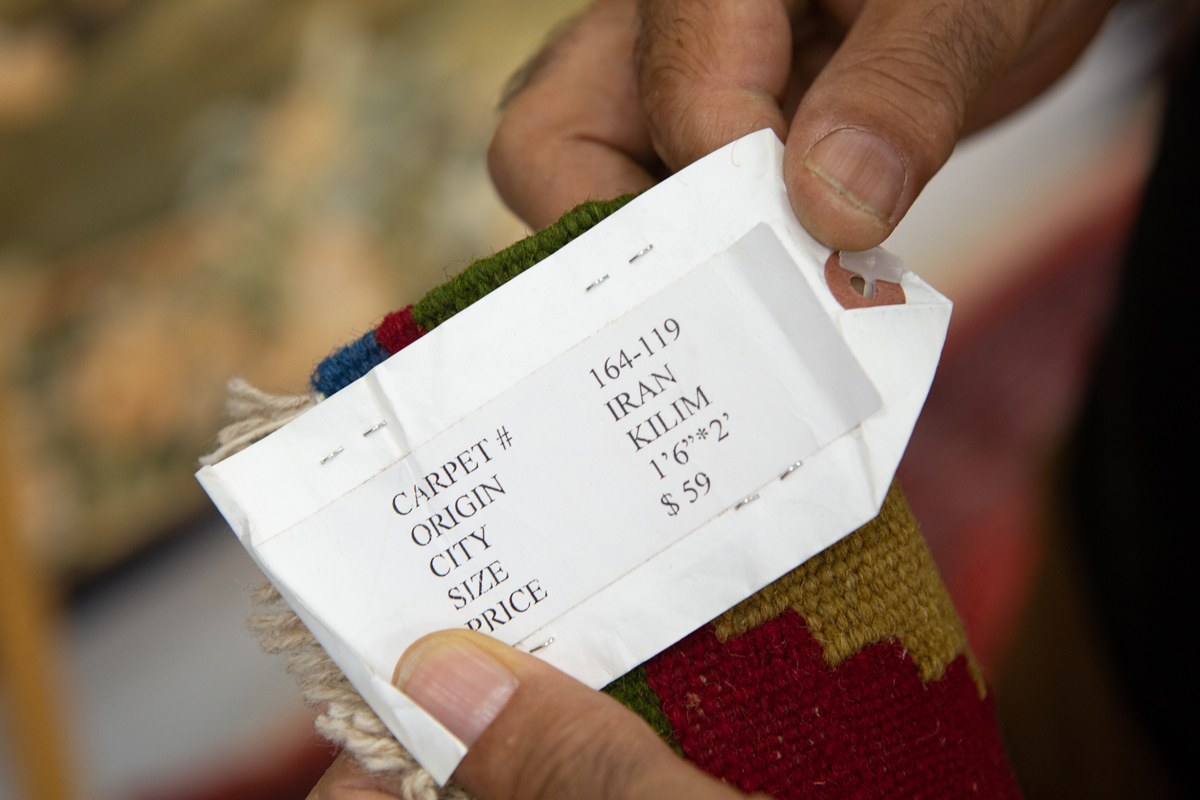 CARPET # 164-119
ORIGIN IRAN
CITY KILIM
SIZE 1'6"*2'
PRICE $ 59